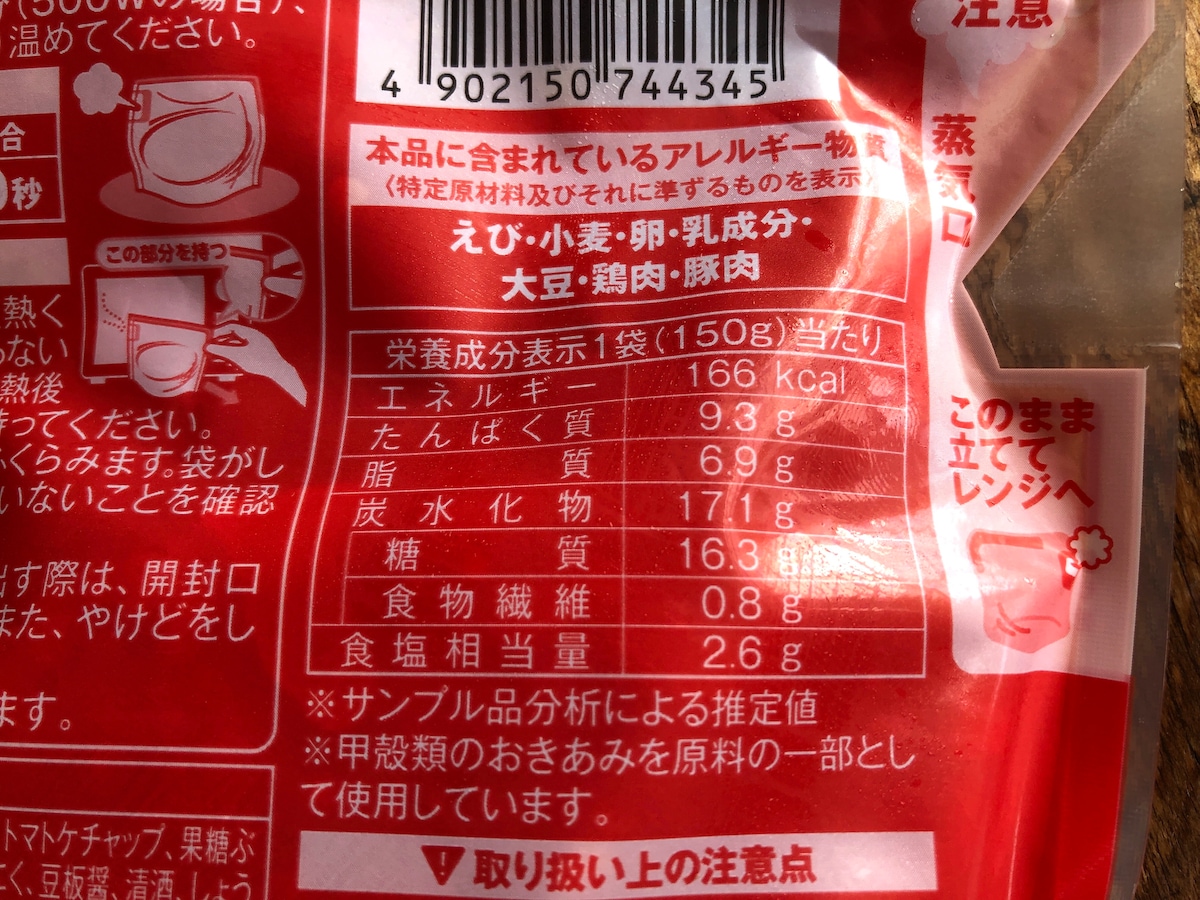 (500Wの場合)、
温めてください。
合
秒
この部分を持つ
熱く
ない
熱後
ってください。
くらみます。袋がし
いないことを確認
出す際は、開封口
また、やけどをし
ます。
トマトケチャップ、果糖ぶ
く、豆板醤、清酒、しょう
4 902150 744345
本品に含まれているアレルギー物質
〈特定原材料及びそれに準ずるものを表示〉
えび・小麦・卵・乳成分・
大豆・鶏肉・豚肉
栄養成分表示1袋(150g)当たり
エネルギー 166 kcal
たんぱく質 9.3 g
脂質 6.9 g
炭水化物 17.1 g
糖質 16.3 g
食物繊維 0.8 g
食塩相当量 2.6 g
※サンプル品分析による推定値
※甲殻類のおきあみを原料の一部とし
て使用しています。
取り扱い上の注意点
注意
蒸気口
このまま
立てて
レンジへ